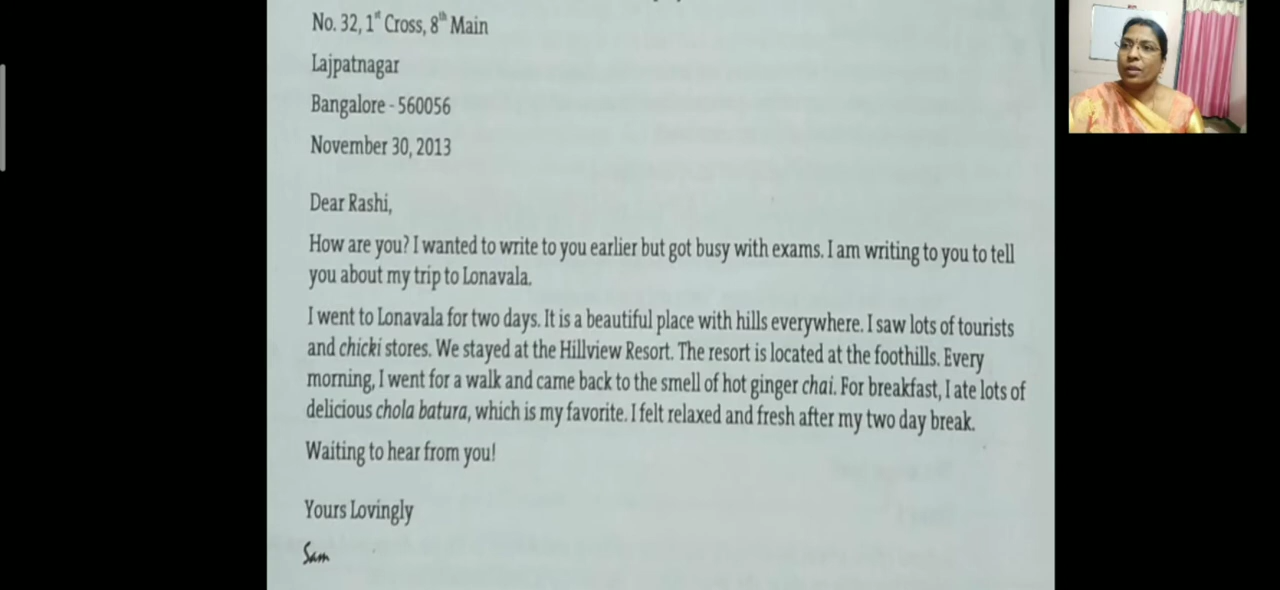 No. 32, 1st Cross, 8th Main
Lajpatnagar
Bangalore - 560056
November 30, 2013
Dear Rashi,
How are you? I wanted to write to you earlier but got busy with exams. I am writing to you to tell
you about my trip to Lonavala.
I went to Lonavala for two days. It is a beautiful place with hills everywhere. I saw lots of tourists
and chicki stores. We stayed at the Hillview Resort. The resort is located at the foothills. Every
morning, I went for a walk and came back to the smell of hot ginger chai. For breakfast, I ate lots of
delicious chola batura, which is my favorite. I felt relaxed and fresh after my two day break.
Waiting to hear from you!
Yours Lovingly
Sam